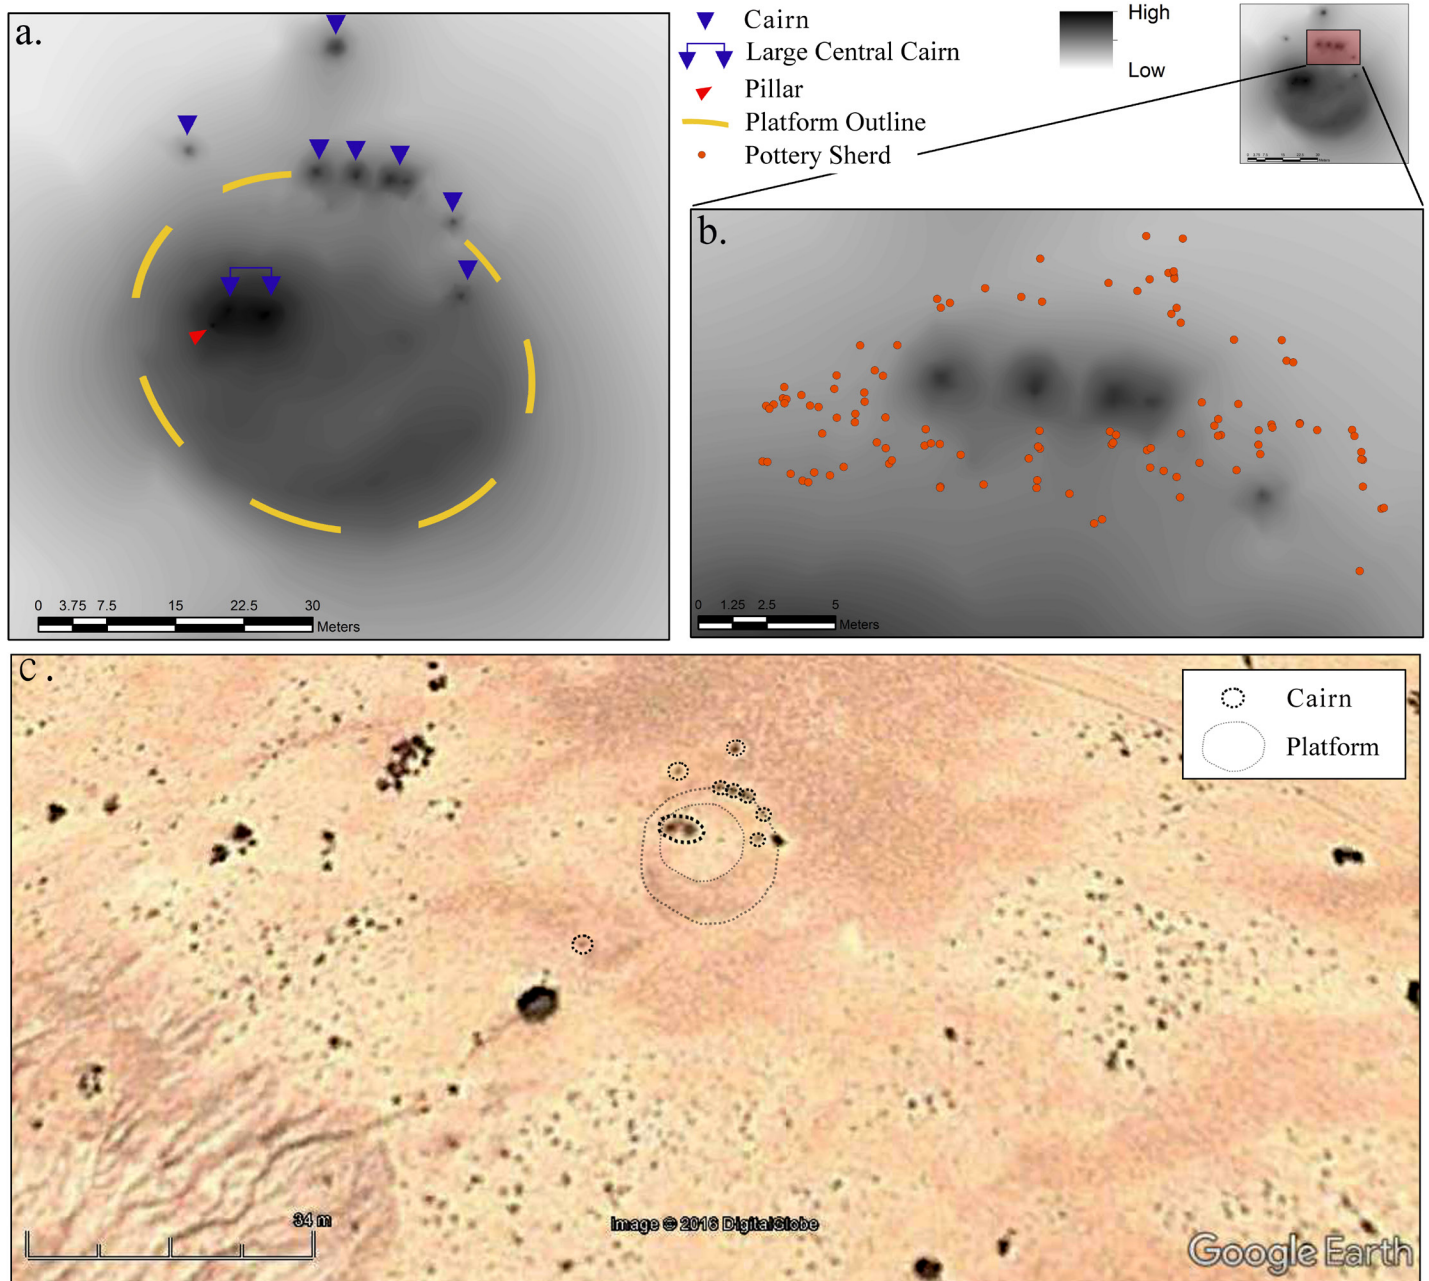 a.
Cairn
Large Central Cairn
Pillar
Platform Outline
Pottery Sherd
High
Low
b.
0 3.75 7.5 15 22.5 30
Meters
0 1.25 2.5 5
Meters
c.
Cairn
Platform
34 m
Image © 2016 DigitalGlobe
Google Earth